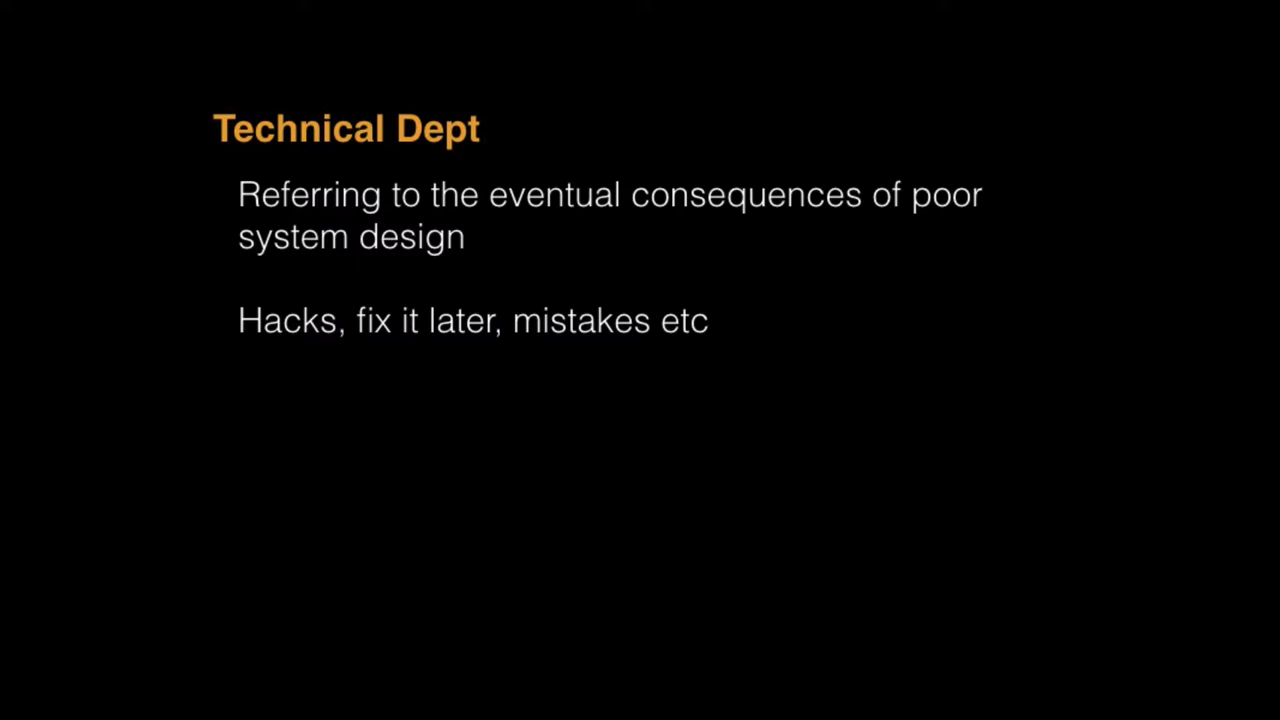 Technical Dept
Referring to the eventual consequences of poor
system design
Hacks, fix it later, mistakes etc